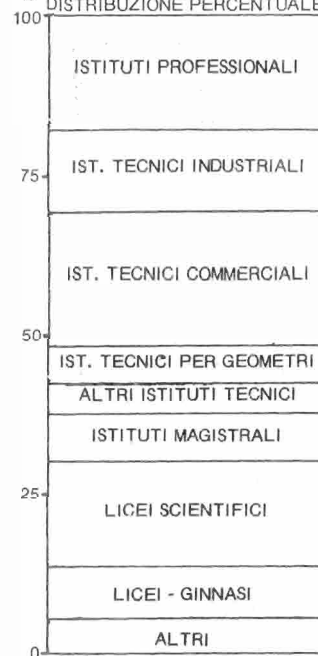 DISTRIBUZIONE PERCENTUALE
100
ISTITUTI PROFESSIONALI
75
IST. TECNICI INDUSTRIALI
IST. TECNICI COMMERCIALI
50
IST. TECNICI PER GEOMETRI
ALTRI ISTITUTI TECNICI
ISTITUTI MAGISTRALI
25
LICEI SCIENTIFICI
LICEI - GINNASI
ALTRI
0